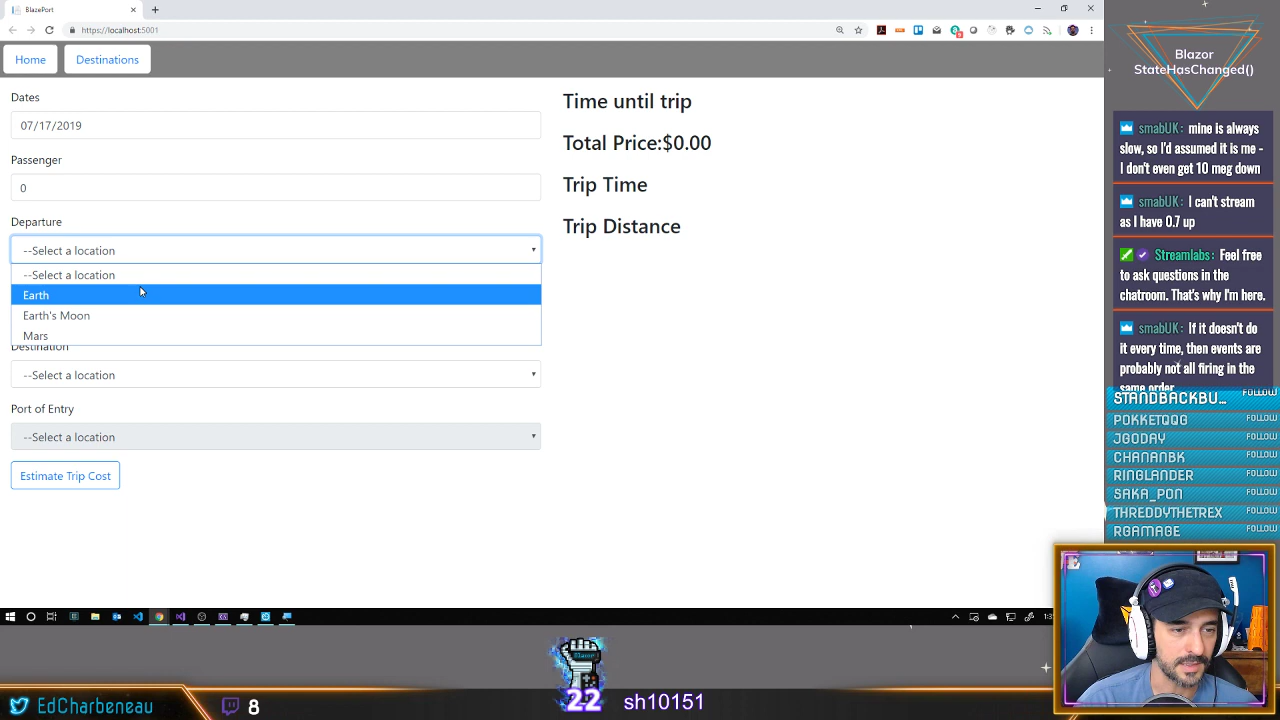 BlazePort
https://localhost:5001
Home
Destinations
Dates
07/17/2019
Passenger
0
Departure
--Select a location
--Select a location
Earth
Earth's Moon
Mars
Destination
--Select a location
Port of Entry
--Select a location
Estimate Trip Cost
Time until trip
Total Price:$0.00
Trip Time
Trip Distance
Blazor
StateHasChanged()
smabUK: mine is always
slow, so I'd assumed it is me -
I don't even get 10 meg down
smabUK: I can't stream
as I have 0.7 up
Streamlabs: Feel free
to ask questions in the
chatroom. That's why I'm here.
smabUK: If it doesn't do
it every time, then events are
probably not all firing in the
same order
STANDBACKBU... FOLLOW
POKKETQQG FOLLOW
JGODAY FOLLOW
CHANANBK FOLLOW
RINGLANDER FOLLOW
SAKA_PON FOLLOW
THREDDYTHETREX FOLLOW
RGAMAGE FOLLOW
Blazor
22 sh10151
EdCharbeneau 8